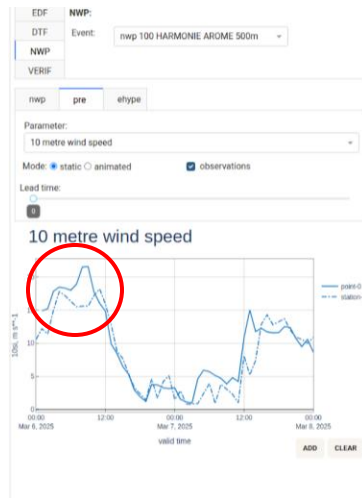 EDF NWP:
DTF Event: nwp 100 HARMONIE AROME 500m
NWP
VERIF
nwp pre ehype
Parameter:
10 metre wind speed
Mode: static animated observations
Lead time:
0
10 metre wind speed
point-0
station-
10si, m s**-1
10
5
0
00:00 12:00 00:00 12:00 00:00
Mar 6, 2025 Mar 7, 2025 Mar 8, 2025
valid time
ADD CLEAR